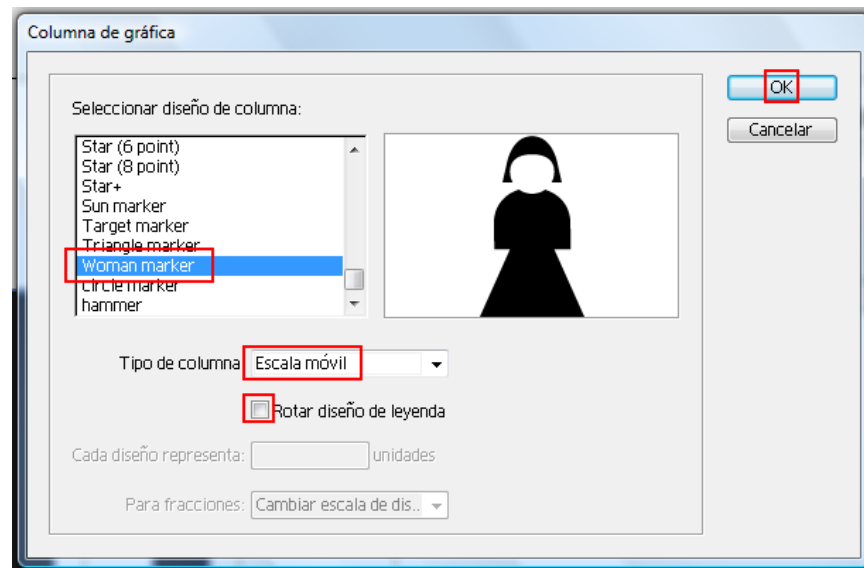 Columna de gráfica
Seleccionar diseño de columna:
Star (6 point)
Star (8 point)
Star+
Sun marker
Target marker
Triangle marker
Woman marker
circle marker
hammer
OK
Cancelar
Tipo de columna Escala móvil
Rotar diseño de leyenda
Cada diseño representa: unidades
Para fracciones: Cambiar escala de dis..